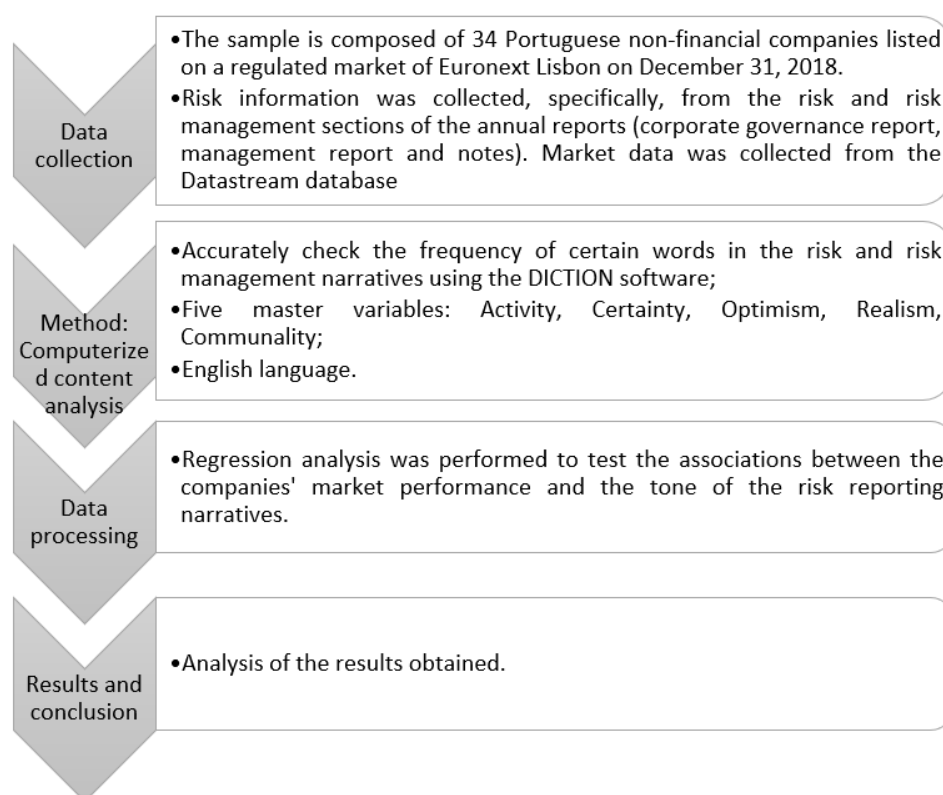 Data
collection
•The sample is composed of 34 Portuguese non-financial companies listed
on a regulated market of Euronext Lisbon on December 31, 2018.
•Risk information was collected, specifically, from the risk and risk
management sections of the annual reports (corporate governance report,
management report and notes). Market data was collected from the
Datastream database
Method:
Computerize
d content
analysis
•Accurately check the frequency of certain words in the risk and risk
management narratives using the DICTION software;
•Five master variables: Activity, Certainty, Optimism, Realism,
Communality;
•English language.
Data
processing
•Regression analysis was performed to test the associations between the
companies' market performance and the tone of the risk reporting
narratives.
Results and
conclusion
•Analysis of the results obtained.